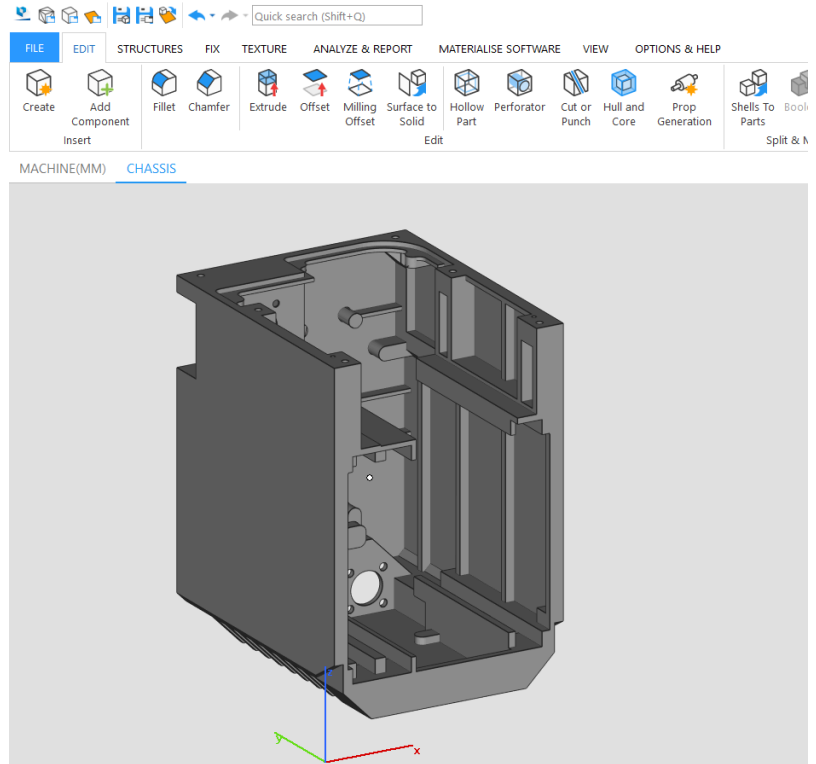 Quick search (Shift+Q)
FILE EDIT STRUCTURES FIX TEXTURE ANALYZE & REPORT MATERIALISE SOFTWARE VIEW OPTIONS & HELP
Create Add Component Fillet Chamfer Extrude Offset Milling Offset Surface to Solid Hollow Part Perforator Cut or Punch Hull and Core Prop Generation Shells To Parts
Insert Edit
MACHINE(MM) CHASSIS
y
x